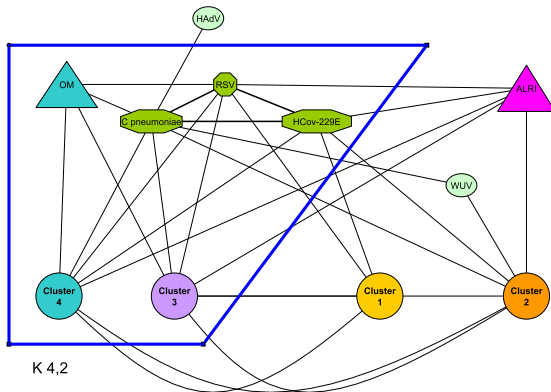 HAdV
OM
RSV
ALRI
C pneumoniae
HCov-229E
WUV
Cluster
4
Cluster
3
Cluster
1
Cluster
2
K 4,2